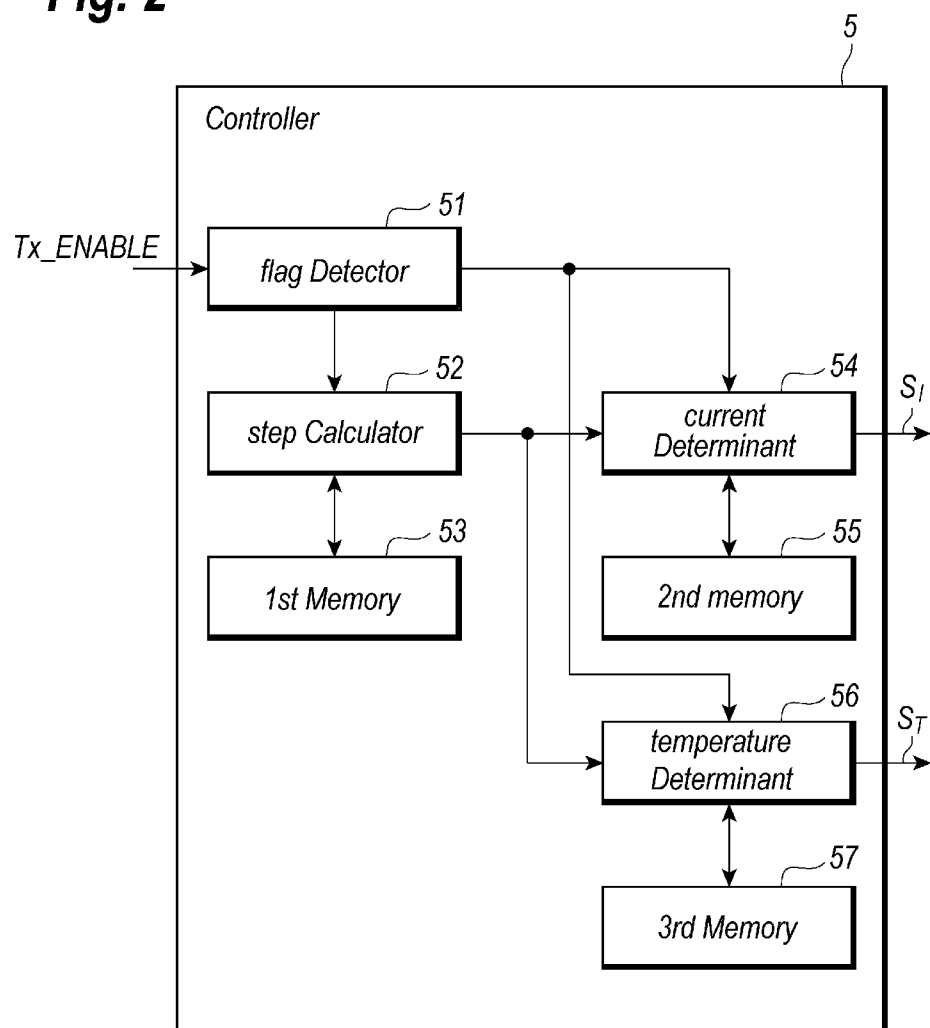 Fig. 2
5
Controller
51
Tx_ENABLE
flag Detector
52
step Calculator
54
current
Determinant
S_I
53
1st Memory
55
2nd memory
56
temperature
Determinant
S_T
57
3rd Memory